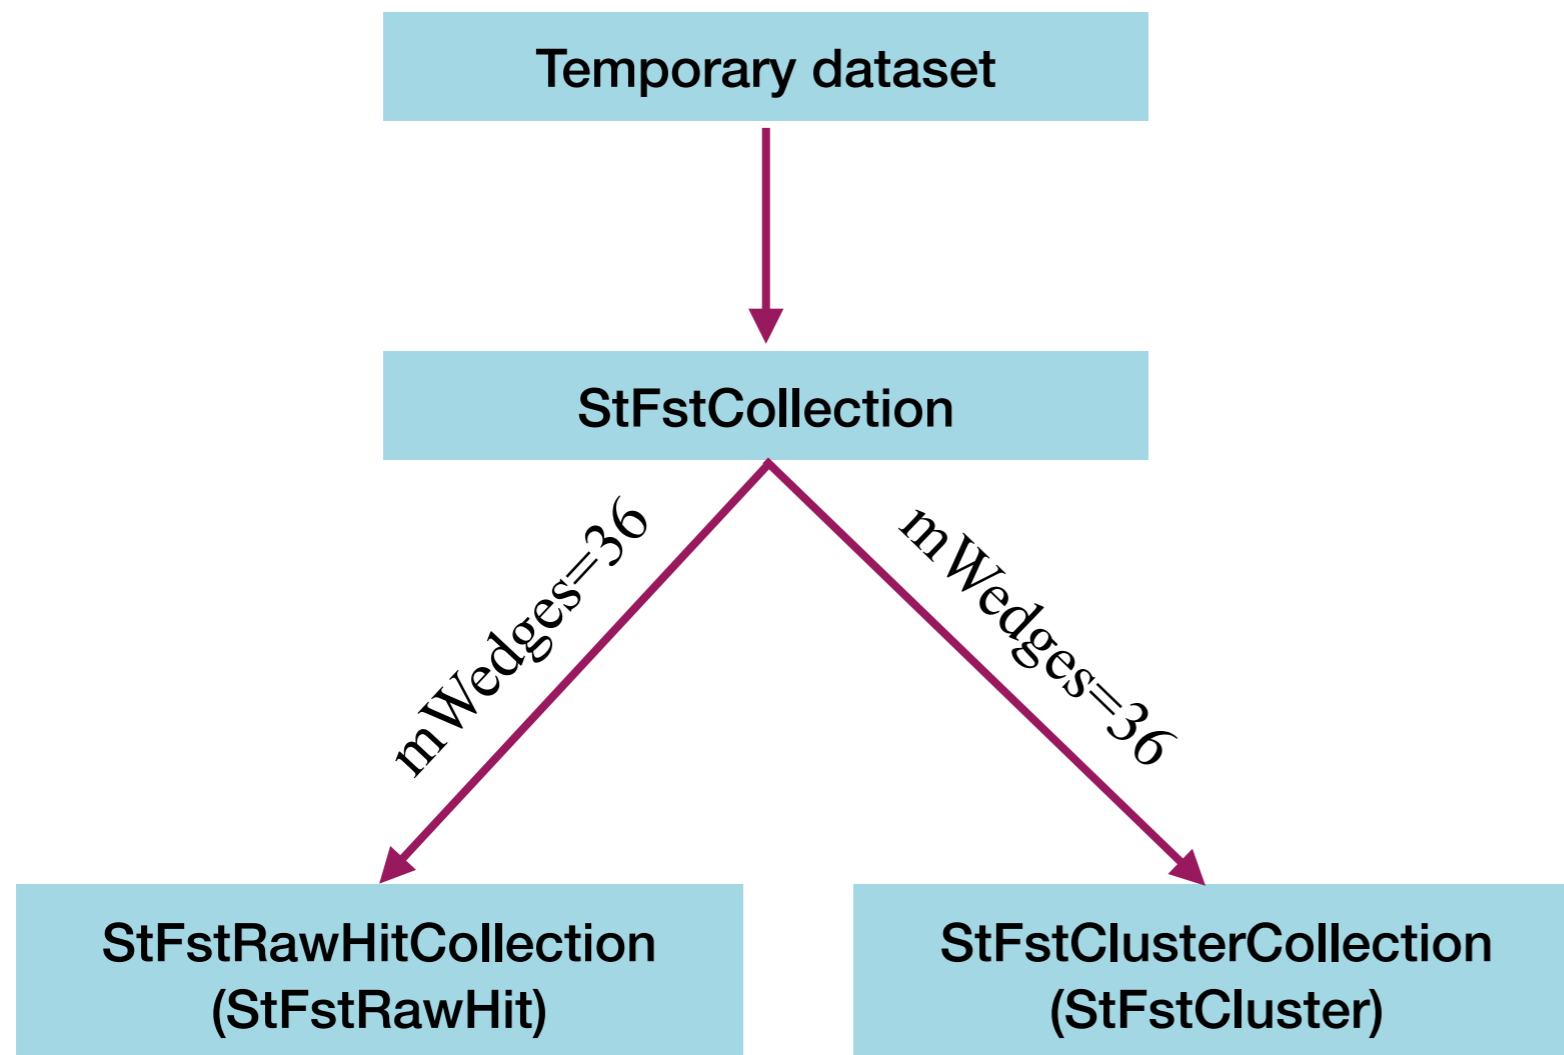 Temporary dataset
StFstCollection
mWedges=36
mWedges=36
StFstRawHitCollection
(StFstRawHit)
StFstClusterCollection
(StFstCluster)